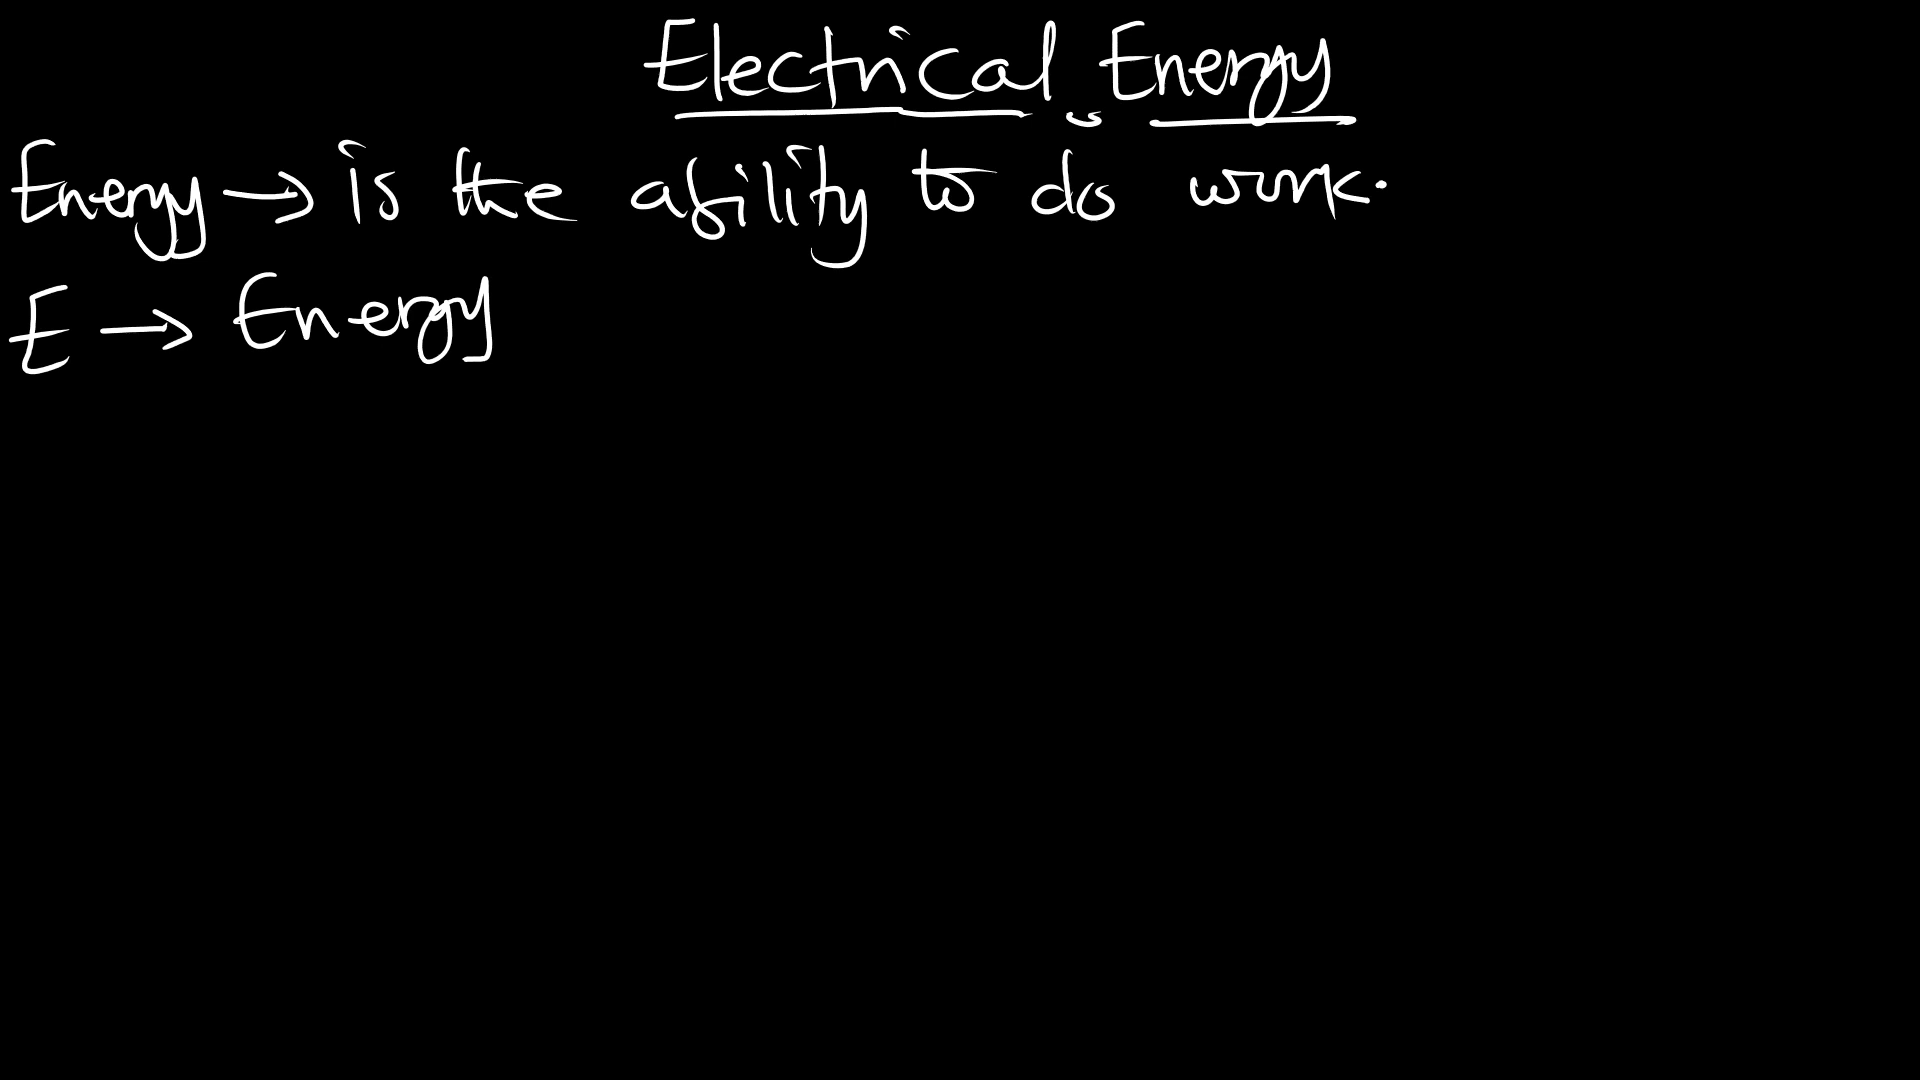 Electrical Energy
Energy → is the ability to do work.
E → Energy